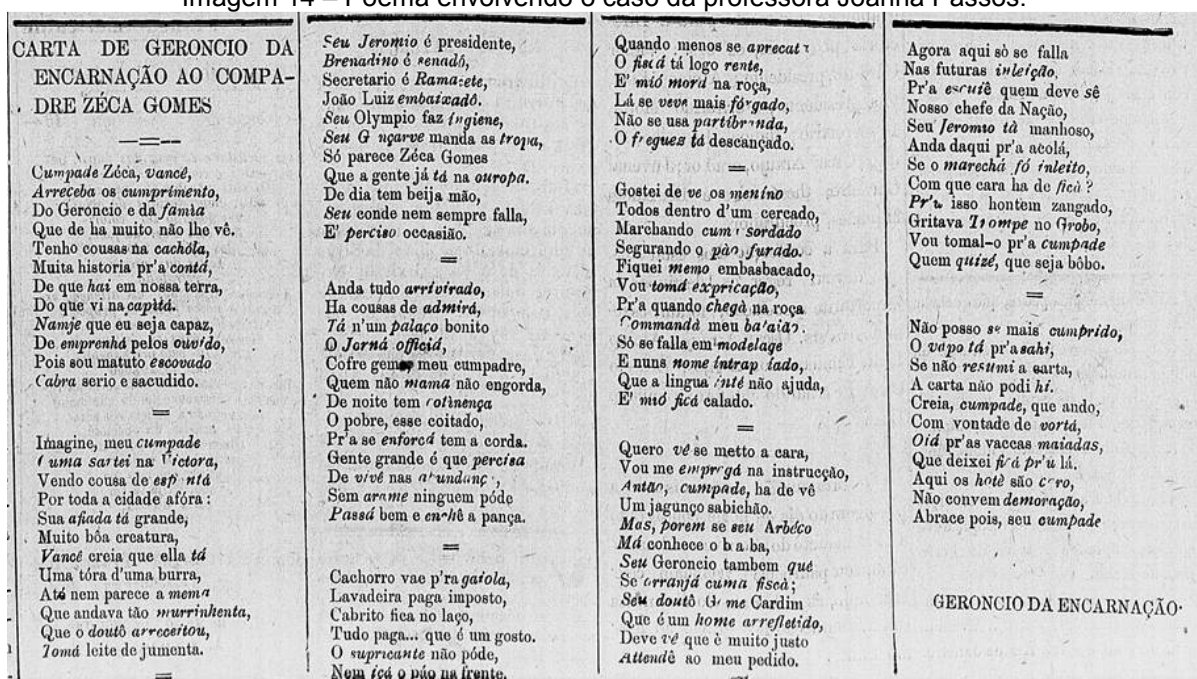 Imagem 14 – Poema envolvendo o caso da professora Joanna Passos.
CARTA DE GERONCIO DA
ENCARNAÇÃO AO COMPA-
DRE ZÉCA GOMES
Cumpade Zéca, vancê,
Arreceba os cumprimento,
Do Geroncio e da famia
Que de ha muito não lhe vê.
Tenho cousas na cachóla,
Muita historia pr'a contá,
De que hai em nossa terra,
Do que vi na capitá.
Namje que eu seja capaz,
De emprenhá pelos ouvido,
Pois sou matuto escovado
Cabra serio e sacudido.
Imagine, meu cumpade
uma sartei na Victora,
Vendo cousa de
Por toda a cidade afóra :
Sua afiada tá grande,
Muito bôa creatura,
Vancê creia que ella tá
Uma tóra d'uma burra,
Até nem parece a mema
Que andava tão murrinhenta,
Que o doutô arreceitou,
Tomá leite de jumenta.
Seu Jeromio é presidente,
Brenadino é senadô,
Secretario é Ramazete,
João Luiz embaixadô.
Seu Olympio faz ingiene,
Seu manda as tropa,
Só parece Zéca Gomes
Que a gente já tá na ouropa.
De dia tem beija mão,
Seu conde nem sempre falla,
E' perciso occasião.
Anda tudo arrivirado,
Ha cousas de admirá,
Tá n'um palaço bonito
O Jorná officiá,
Cofre geme meu cumpadre,
Quem não mama não engorda,
De noite tem
O pobre, esse coitado,
Pr'a se enforcá tem a corda.
Gente grande é que percisa
De vivê nas
Sem arame ninguem póde
Passá bem e enchê a pança.
Cachorro vae p'ra gaiola,
Lavadeira paga imposto,
Cabrito fica no laço,
Tudo paga... que é um gosto.
O supricante não póde,
Nem içá o páo na frente,
Quando menos se
O fiscá tá logo rente,
E' mió mord na roça,
Lá se veve mais fórgado,
Não se usa
O freguez tá descançado.
Gostei de ve os menino
Todos dentro d'um cercado,
Marchando sordado
Segurando o páo furado.
Fiquei memo embasbacado,
Vou tomá expricação,
Pr'a quando chegá na roça
Commandá meu bataião.
Só se falla em modelage
E nuns nome
Que a lingua inté não ajuda,
E' mió ficá calado.
Quero vê se metto a cara,
Vou me empregá na instrucção,
Antão, cumpade, ha de vê
Um jagunço sabichão.
Mas, porem se seu Arbéco
Má conhece o b a ba,
Seu Geroncio tambem qué
Se arranjá cuma fiscá;
Seu doutô Cardim
Que é um home arrefletido,
Deve vê que é muito justo
Attendê ao meu pedido.
Agora aqui sò se falla
Nas futuras inleição,
Pr'a escuiê quem deve sê
Nosso chefe da Nação,
Seu Jeromio tà manhoso,
Anda daqui pr'a acolá,
Se o marechá fó inleito,
Com que cara ha de ficá ?
isso hontem zangado,
Gritava Trompe no Grobo,
Vou tomal-o pr'a cumpade
Quem quizé, que seja bôbo.
Não posso sê mais cumprido,
O vapo tá pr'a sahi,
Se não resumi a carta,
A carta não podi hi.
Creia, cumpade, que ando,
Com vontade de vortá,
Oiá pr'as vaccas maiadas,
Que deixei ficá pr'u lá.
Aqui os hotè são caro,
Não convem demoração,
Abrace pois, seu cumpade
GERONCIO DA ENCARNAÇÃO.